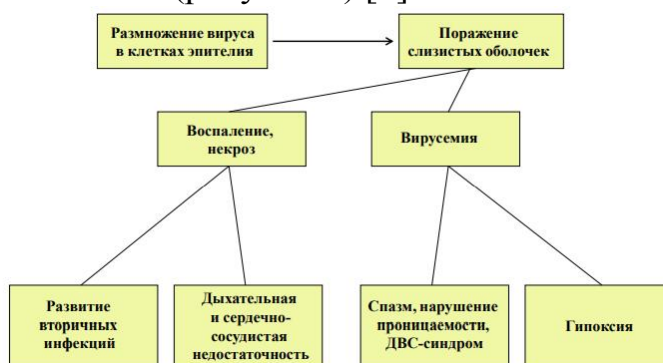 Размножение вируса
в клетках эпителия
Поражение
слизистых оболочек
Воспаление,
некроз
Вирусемия
Развитие
вторичных
инфекций
Дыхательная
и сердечно-
сосудистая
недостаточность
Спазм, нарушение
проницаемости,
ДВС-синдром
Гипоксия